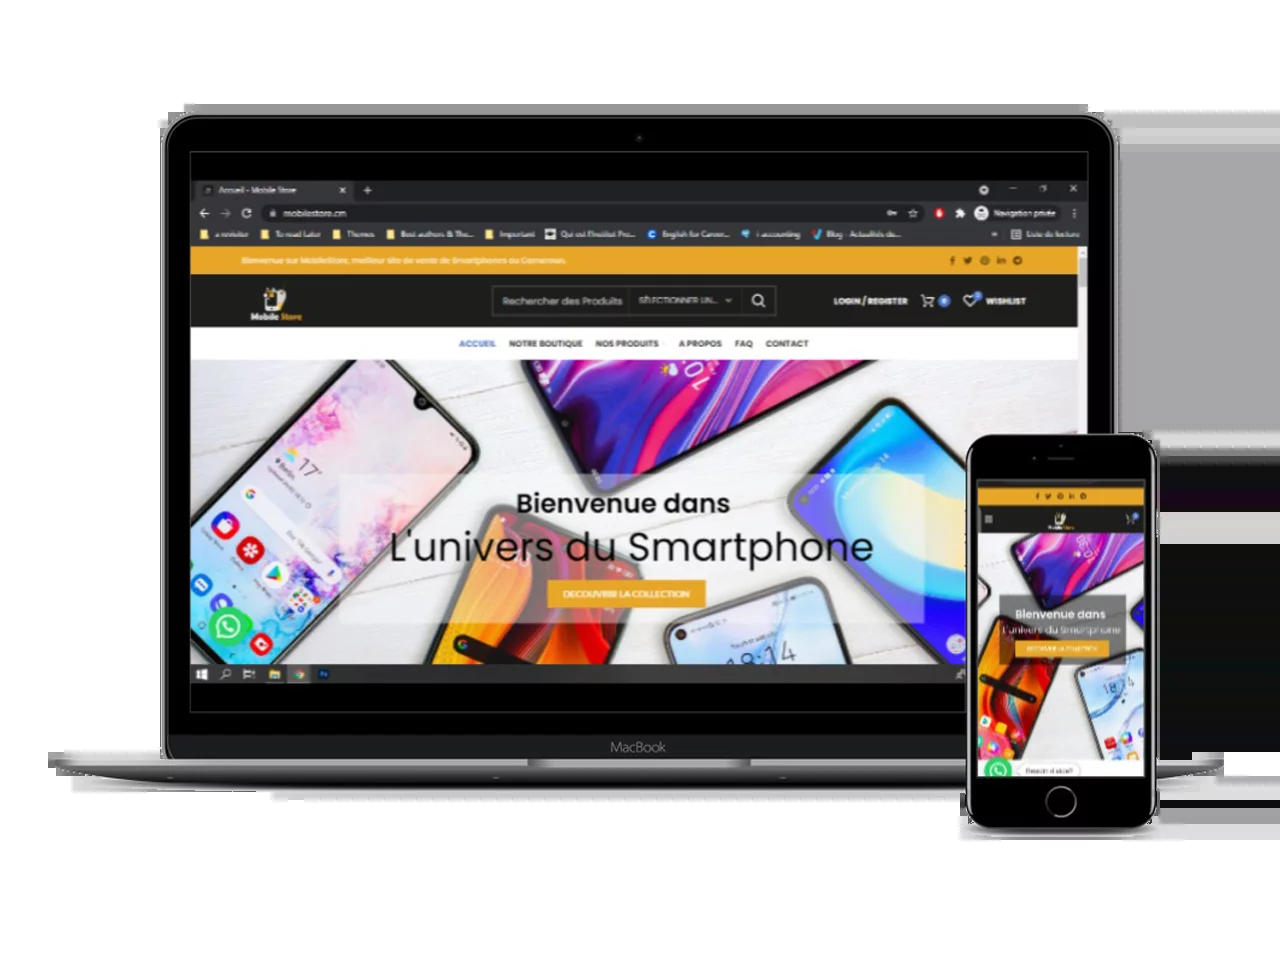 Accueil - Mobile Store
mobilestore.cm
Navigation privée
a revisiter
To read Later
Themes
Best authors & The...
Important
Qui est l'Institut Pro...
English for Career...
i-accounting
Blog - Actualités de...
Liste de lecture
Bienvenue sur MobileStore, meilleur site de vente de Smartphones au Cameroun.
Mobile Store
Rechercher des Produits
SÉLECTIONNER UN...
LOGIN / REGISTER
0
WISHLIST
ACCUEIL
NOTRE BOUTIQUE
NOS PRODUITS
A PROPOS
FAQ
CONTACT
17°
Bienvenue dans
L'univers du Smartphone
DECOUVRIR LA COLLECTION
18:14
MacBook
Mobile Store
Bienvenue dans
L'univers du Smartphone
DECOUVRIR LA COLLECTION
Besoin d'aide?